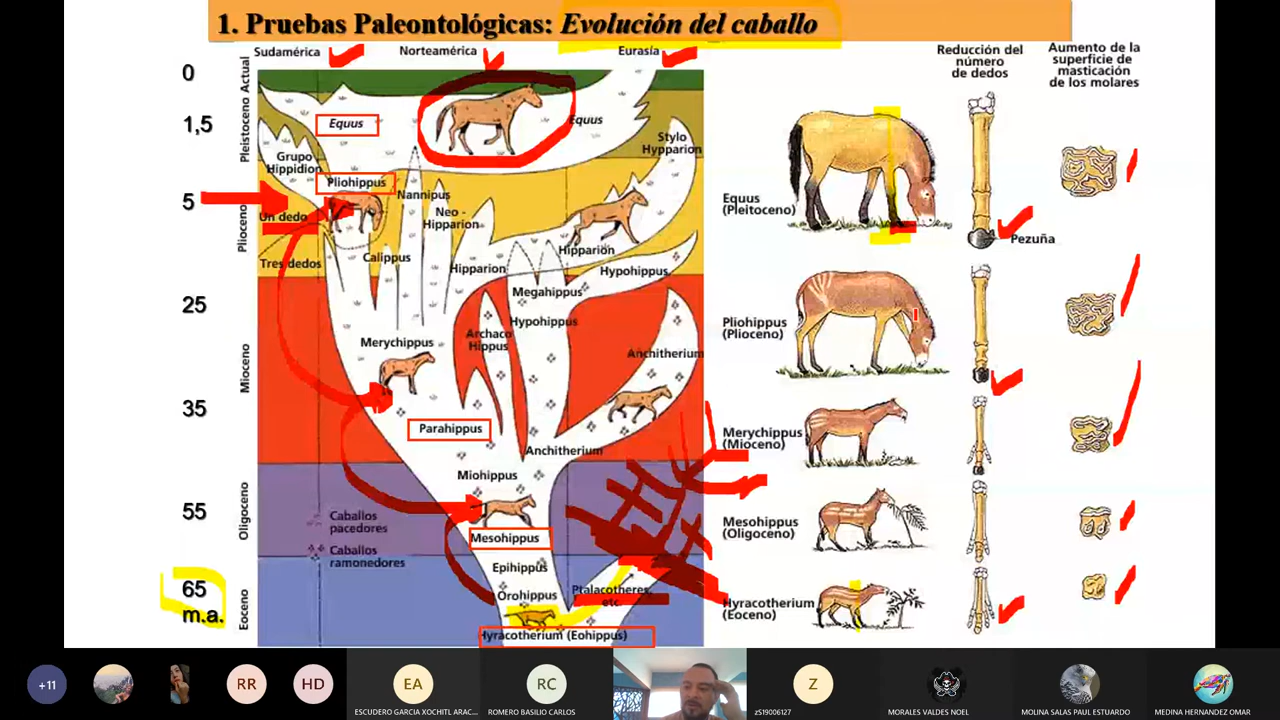 1. Pruebas Paleontológicas: Evolución del caballo
Sudamérica
Norteamérica
Eurasía
Reducción del
número
de dedos
Aumento de la
superficie de
masticación
de los molares
0
1,5
5
25
35
55
65
m.a.
Actual
Pleistoceno
Plioceno
Mioceno
Oligoceno
Eoceno
Equus
Equus
Stylo
Hypparion
Grupo
Hippidion
Pliohippus
Nannipus
Neo -
Hipparion
Un dedo
Tres dedos
Calippus
Hipparion
Hipparion
Hypohippus
Megahippus
Hypohippus
Archaco
Hippus
Merychippus
Anchitherium
Parahippus
Anchitherium
Miohippus
Caballos
pacedores
Mesohippus
Caballos
ramonedores
Epihippus
Orohippus
Ptalacotheres
etc
Hyracotherium (Eohippus)
Equus
(Pleitoceno)
Pezuña
Pliohippus
(Plioceno)
Merychippus
(Mioceno)
Mesohippus
(Oligoceno)
Hyracotherium
(Eoceno)
+11
RR
HD
EA
RC
Z
ESCUDERO GARCIA XOCHITL ARAC...
ROMERO BASILIO CARLOS
zS19006127
MORALES VALDES NOEL
MOLINA SALAS PAUL ESTUARDO
MEDINA HERNANDEZ OMAR